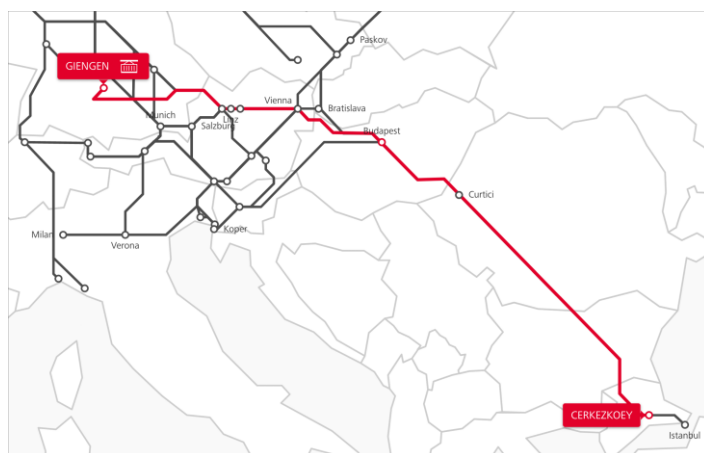 Paskov
GIENGEN
Vienna
Bratislava
Munich
Linz
Salzburg
Budapest
Curtici
Koper
Milan
Verona
CERKEZKOEY
Istanbul